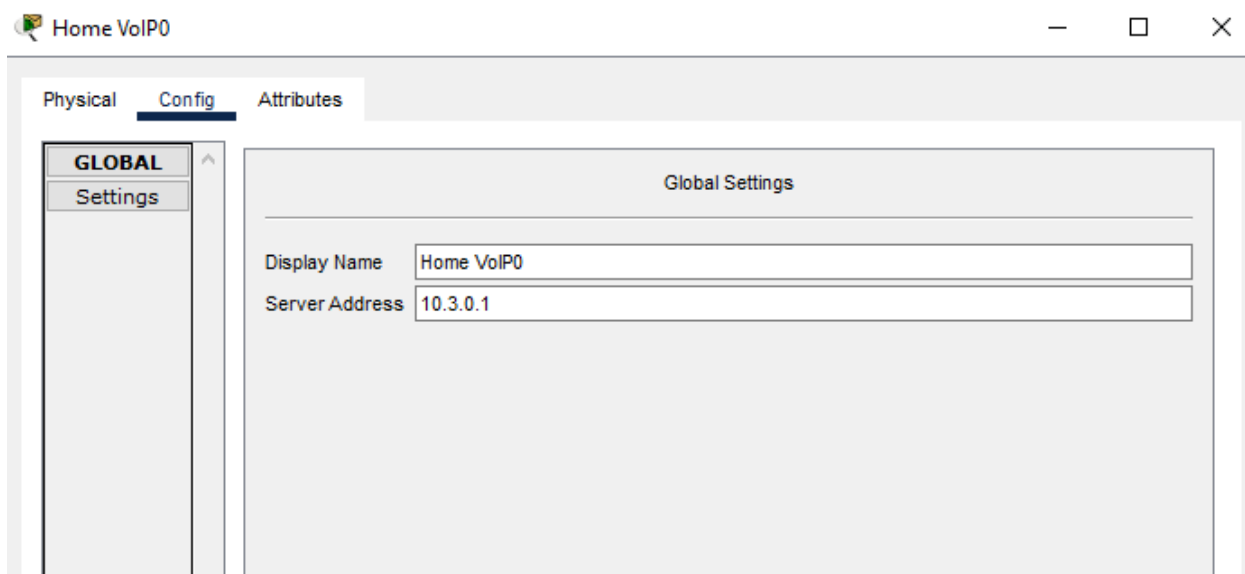 Home VoIP0
Physical Config Attributes
GLOBAL
Settings
Global Settings
Display Name Home VoIP0
Server Address 10.3.0.1